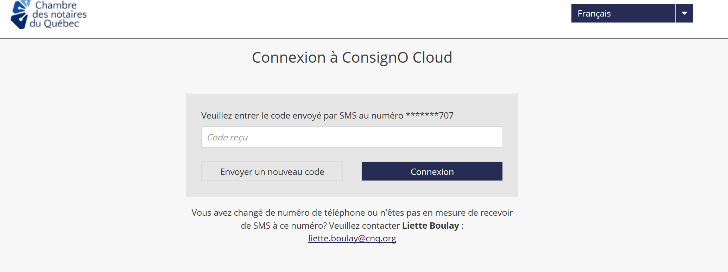 Chambre
des notaires
du Québec
Français
Connexion à ConsignO Cloud
Veuillez entrer le code envoyé par SMS au numéro *******707
Code reçu
Envoyer un nouveau code
Connexion
Vous avez changé de numéro de téléphone ou n'êtes pas en mesure de recevoir
de SMS à ce numéro? Veuillez contacter Liette Boulay :
liette.boulay@cnq.org